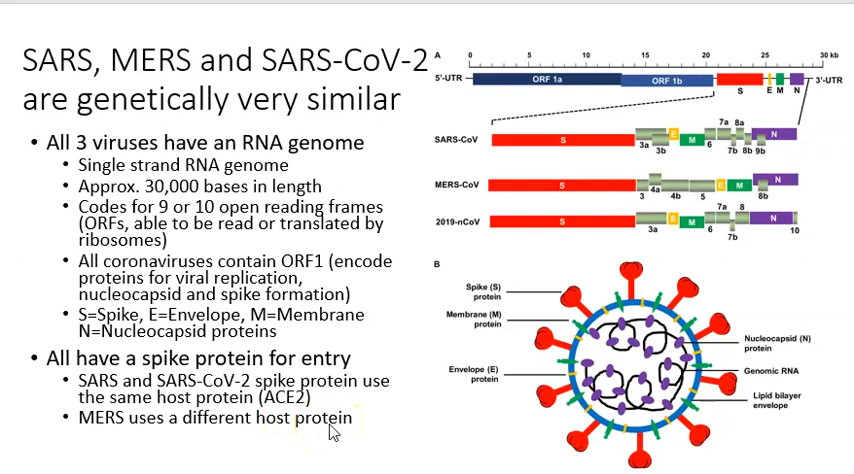 SARS, MERS and SARS-CoV-2
are genetically very similar
• All 3 viruses have an RNA genome
• Single strand RNA genome
• Approx. 30,000 bases in length
• Codes for 9 or 10 open reading frames
(ORFs, able to be read or translated by
ribosomes)
• All coronaviruses contain ORF1 (encode
proteins for viral replication,
nucleocapsid and spike formation)
• S=Spike, E=Envelope, M=Membrane
N=Nucleocapsid proteins
• All have a spike protein for entry
• SARS and SARS-CoV-2 spike protein use
the same host protein (ACE2)
• MERS uses a different host protein
A
0 5 10 15 20 25 30 kb
5'-UTR ORF 1a ORF 1b S E M N 3'-UTR
SARS-CoV S 3a 3b E M 6 7a 7b 8a 8b 9b N
MERS-CoV S 3 4a 4b 5 E M 8b N
2019-nCoV S 3a E M 6 7a 7b 8 N 10
B
Spike (S)
protein
Membrane (M)
protein
Envelope (E)
protein
Nucleocapsid (N)
protein
Genomic RNA
Lipid bilayer
envelope